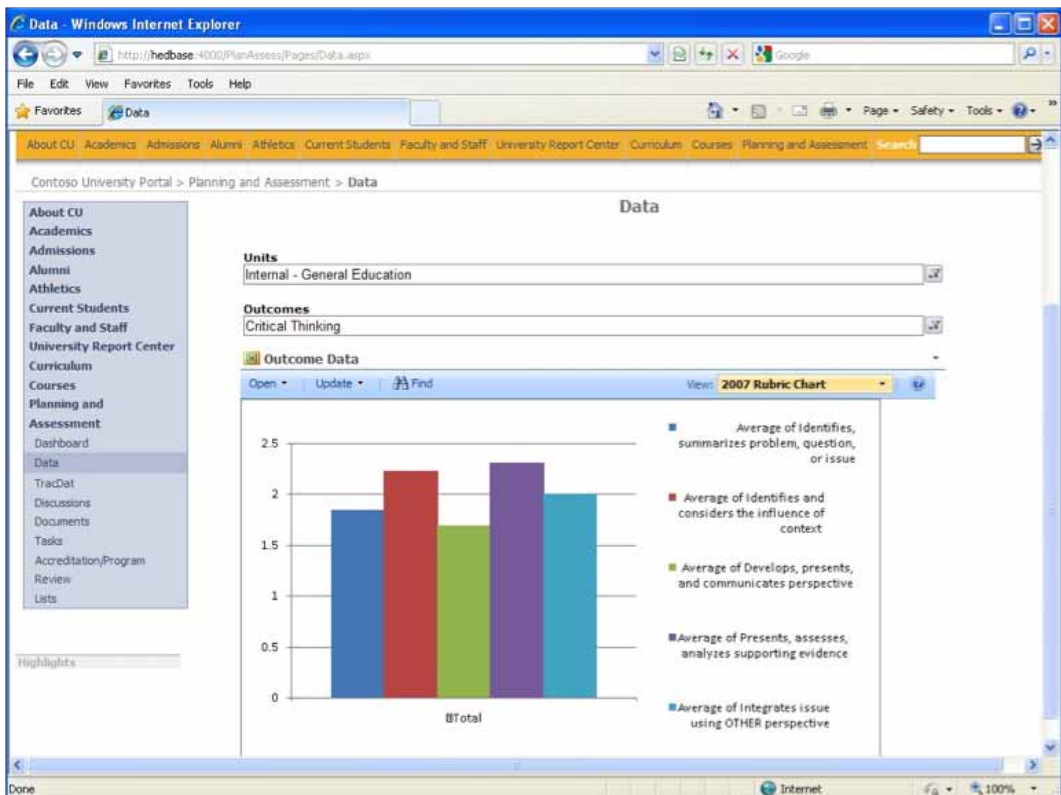 Data - Windows Internet Explorer
http://hedbase:4000/PlanAssess/Pages/Data.aspx
Google
File Edit View Favorites Tools Help
Favorites Data Page Safety Tools
About CU Academics Admissions Alumni Athletics Current Students Faculty and Staff University Report Center Curriculum Courses Planning and Assessment Search
Contoso University Portal > Planning and Assessment > Data
Data
About CU
Academics
Admissions
Alumni
Athletics
Current Students
Faculty and Staff
University Report Center
Curriculum
Courses
Planning and
Assessment
Dashboard
Data
TracDat
Discussions
Documents
Tasks
Accreditation/Program
Review
Lists
Highlights
Units
Internal - General Education
Outcomes
Critical Thinking
Outcome Data
Open Update Find View: 2007 Rubric Chart
2.5
2
1.5
1
0.5
0
Total
Average of Identifies,
summarizes problem, question,
or issue
Average of Identifies and
considers the influence of
context
Average of Develops, presents,
and communicates perspective
Average of Presents, assesses,
analyzes supporting evidence
Average of Integrates issue
using OTHER perspective
Done Internet 100%